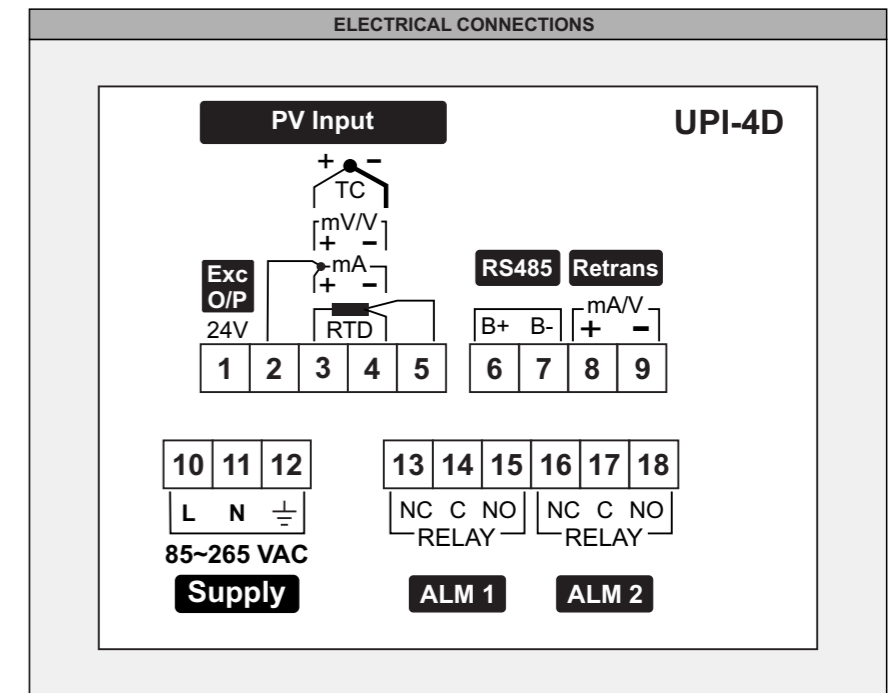 ELECTRICAL CONNECTIONS
PV Input
UPI-4D
+ −
TC
mV/V
+ −
mA
+ −
Exc
O/P
24V
RTD
RS485
Retrans
B+ B-
mA/V
+ −
1 2 3 4 5
6 7 8 9
10 11 12
L N
85~265 VAC
Supply
13 14 15 16 17 18
NC C NO NC C NO
RELAY RELAY
ALM 1 ALM 2